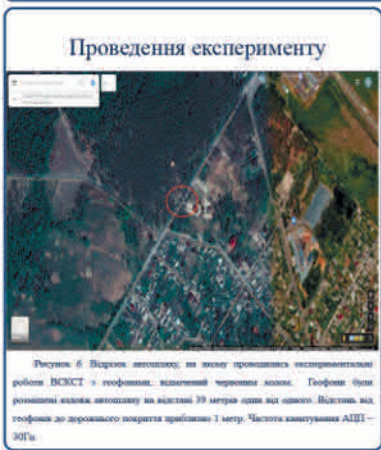 Проведення експерименту
Рисунок 6. Відрізок автошляху, на якому проводились експериментальні
роботи ВСКСТ з геофонами, відмічений червоним колом. Геофони були
розміщені вздовж автошляху на відстані 39 метрів один від одного. Відстань від
геофонів до дорожнього покриття приблизно 1 метр. Частота квантування АЦП –
30Гц.